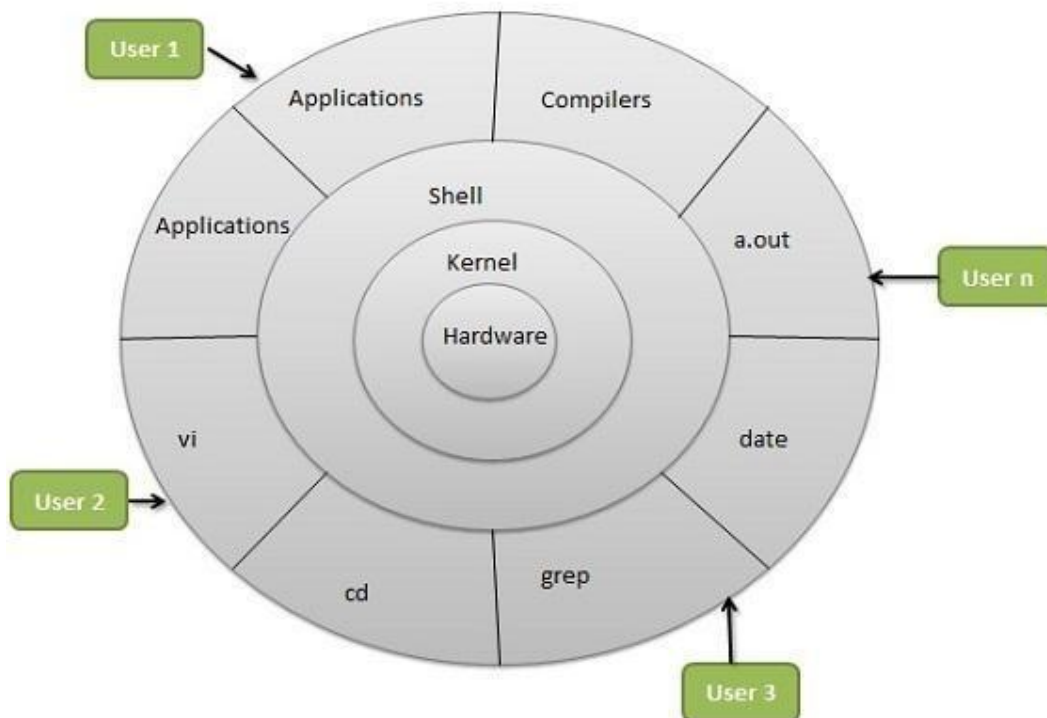 User 1
Applications
Compilers
Shell
Applications
a.out
Kernel
User n
Hardware
vi
date
User 2
cd
grep
User 3